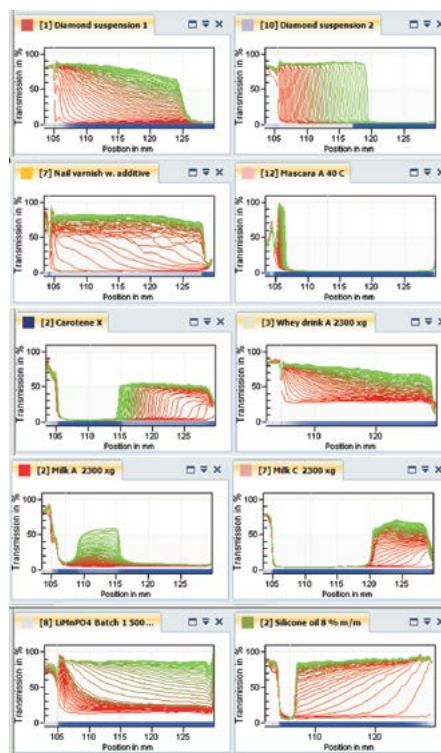 [1] Diamond suspension 1
[10] Diamond suspension 2
Transmission in %
100
50
0
105 110 115 120 125
Position in mm
Transmission in %
100
50
0
105 110 115 120 125
Position in mm
[7] Nail varnish w. additive
[12] Mascara A 40 C
Transmission in %
100
50
0
105 110 115 120 125
Position in mm
Transmission in %
100
50
0
105 110 115 120 125
Position in mm
[2] Carotene X
[3] Whey drink A 2300 xg
Transmission in %
100
50
0
105 110 115 120 125
Position in mm
Transmission in %
100
50
0
110 120
Position in mm
[2] Milk A 2300 xg
[7] Milk C 2300 xg
Transmission in %
100
50
0
105 110 115 120 125
Position in mm
Transmission in %
100
50
0
105 110 115 120 125
Position in mm
[8] LiMnPO4 Batch 1 500...
[2] Silicone oil 8 % m/m
Transmission in %
100
50
0
105 110 115 120 125
Position in mm
Transmission in %
100
50
0
110 120
Position in mm